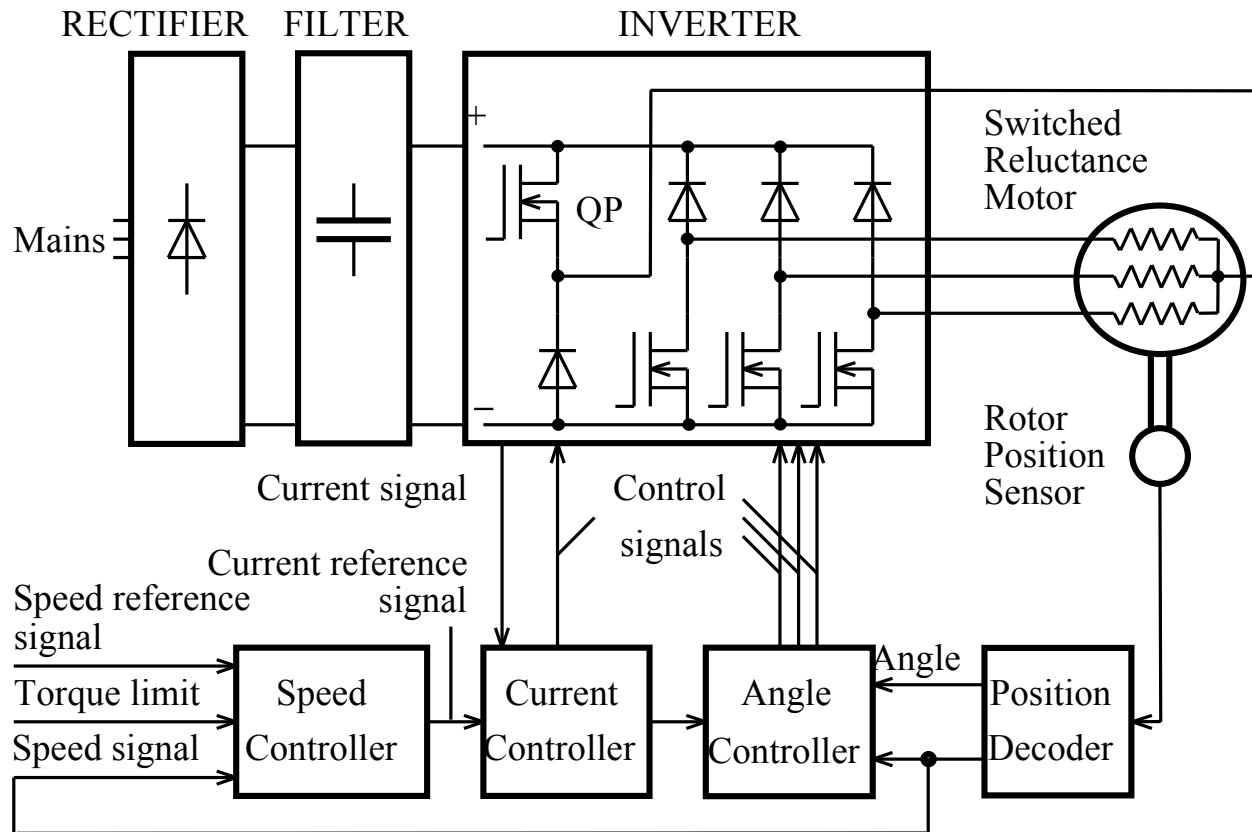 RECTIFIER
FILTER
INVERTER
+
Switched
Reluctance
Motor
QP
Mains
−
Rotor
Position
Sensor
Current signal
Control
signals
Current reference
signal
Speed reference
signal
Torque limit
Speed signal
Speed
Controller
Current
Controller
Angle
Controller
Angle
Position
Decoder